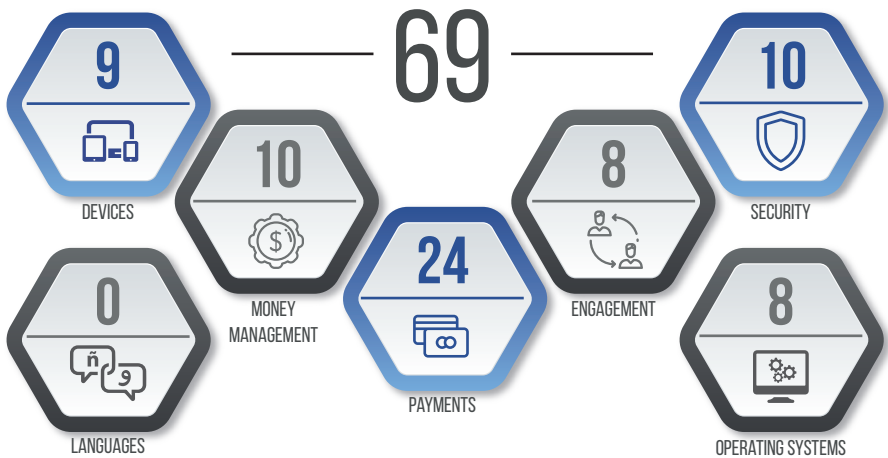 69
9
DEVICES
10
MONEY
MANAGEMENT
24
PAYMENTS
8
ENGAGEMENT
10
SECURITY
0
ñ
و
LANGUAGES
8
OPERATING SYSTEMS